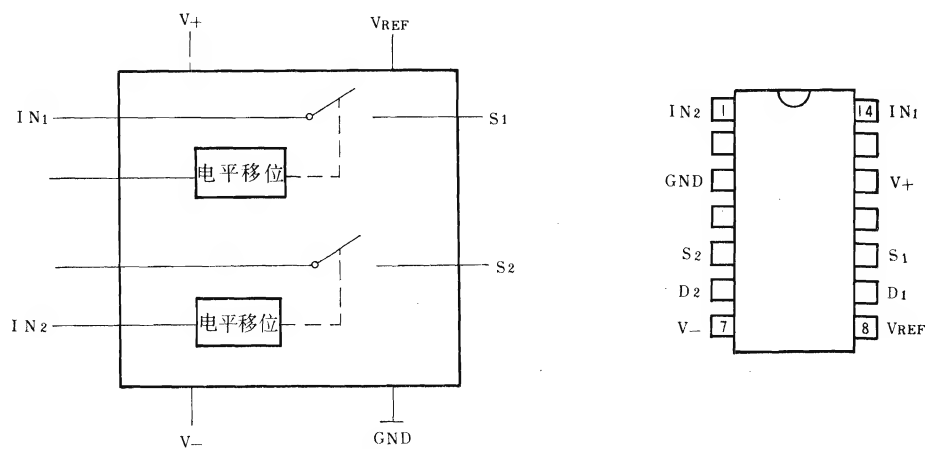 V+
VREF
IN1
S1
电平移位
S2
IN2
电平移位
V−
GND
IN2 1
14 IN1
GND
V+
S2
S1
D2
D1
V− 7
8 VREF